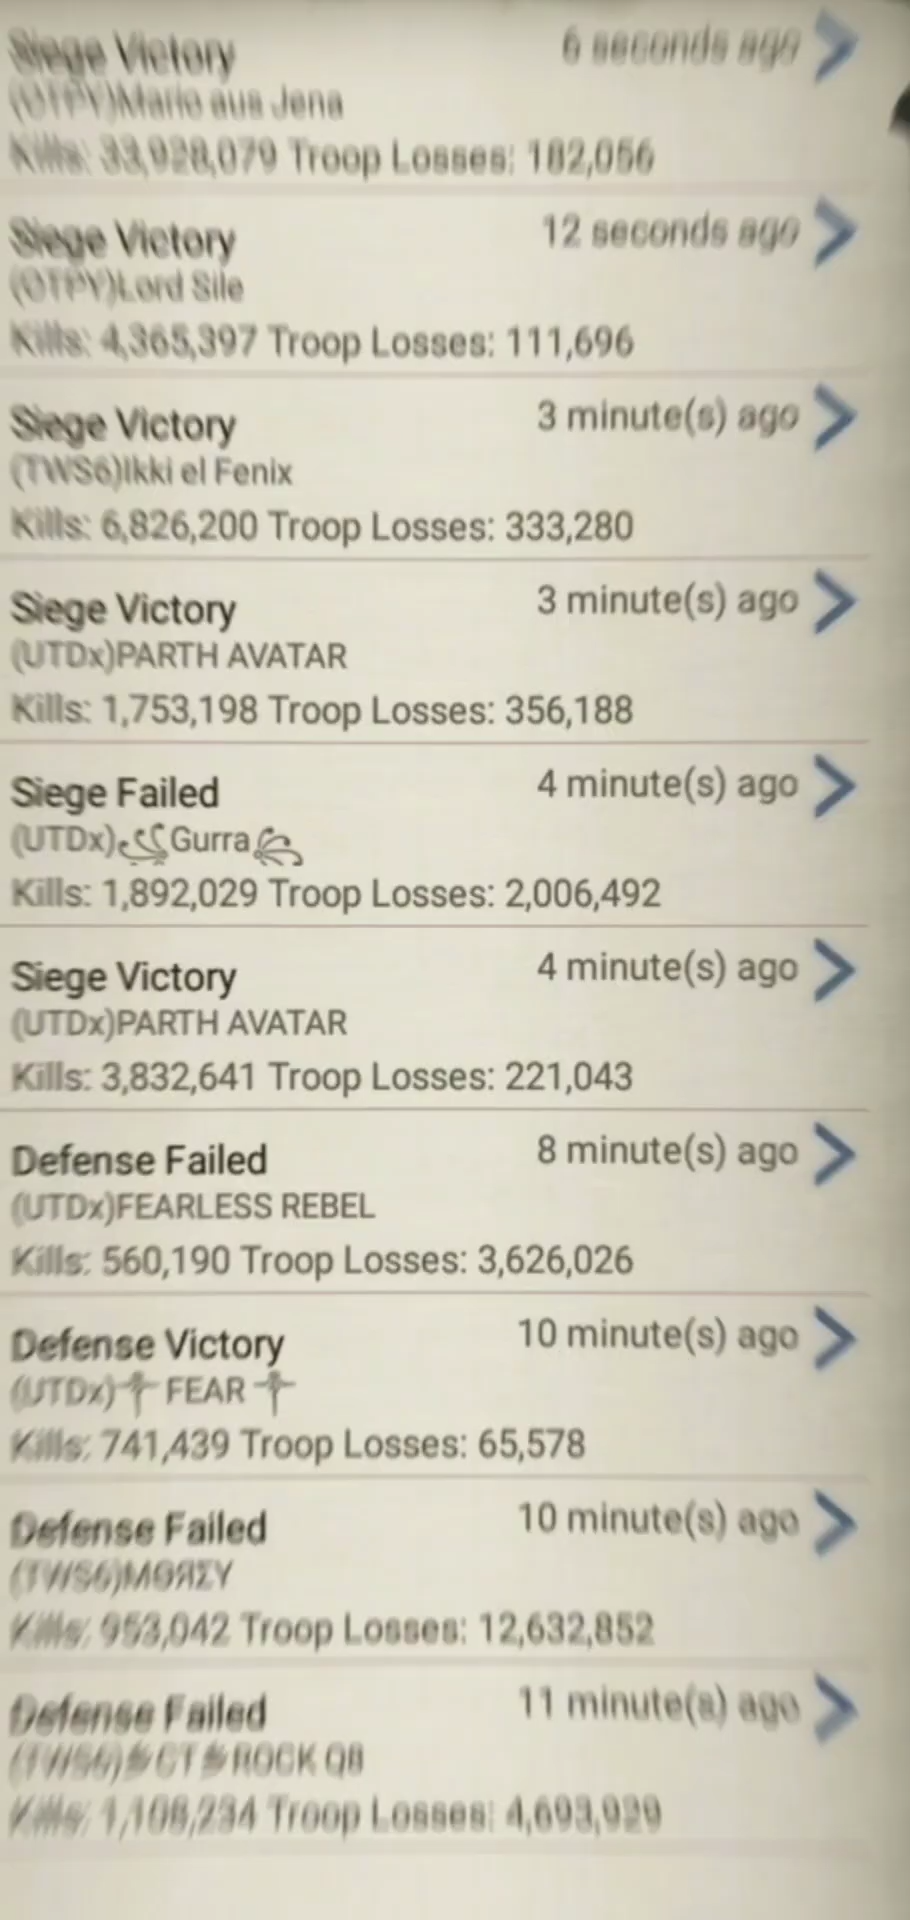 Siege Victory 6 seconds ago
(OTPY)Mario aus Jena
Kills: 33,928,079 Troop Losses: 182,056
Siege Victory 12 seconds ago
(OTPY)Lord Sile
Kills: 4,365,397 Troop Losses: 111,696
Siege Victory 3 minute(s) ago
(TWS6)Ikki el Fenix
Kills: 6,826,200 Troop Losses: 333,280
Siege Victory 3 minute(s) ago
(UTDx)PARTH AVATAR
Kills: 1,753,198 Troop Losses: 356,188
Siege Failed 4 minute(s) ago
(UTDx)Gurra
Kills: 1,892,029 Troop Losses: 2,006,492
Siege Victory 4 minute(s) ago
(UTDx)PARTH AVATAR
Kills: 3,832,641 Troop Losses: 221,043
Defense Failed 8 minute(s) ago
(UTDx)FEARLESS REBEL
Kills: 560,190 Troop Losses: 3,626,026
Defense Victory 10 minute(s) ago
(UTDx)༒FEAR༒
Kills: 741,439 Troop Losses: 65,578
Defense Failed 10 minute(s) ago
(TWS6)MΘЯΣY
Kills: 953,042 Troop Losses: 12,632,852
Defense Failed 11 minute(s) ago
ROCK Q8
Kills: 1,108,234 Troop Losses: 4,693,929